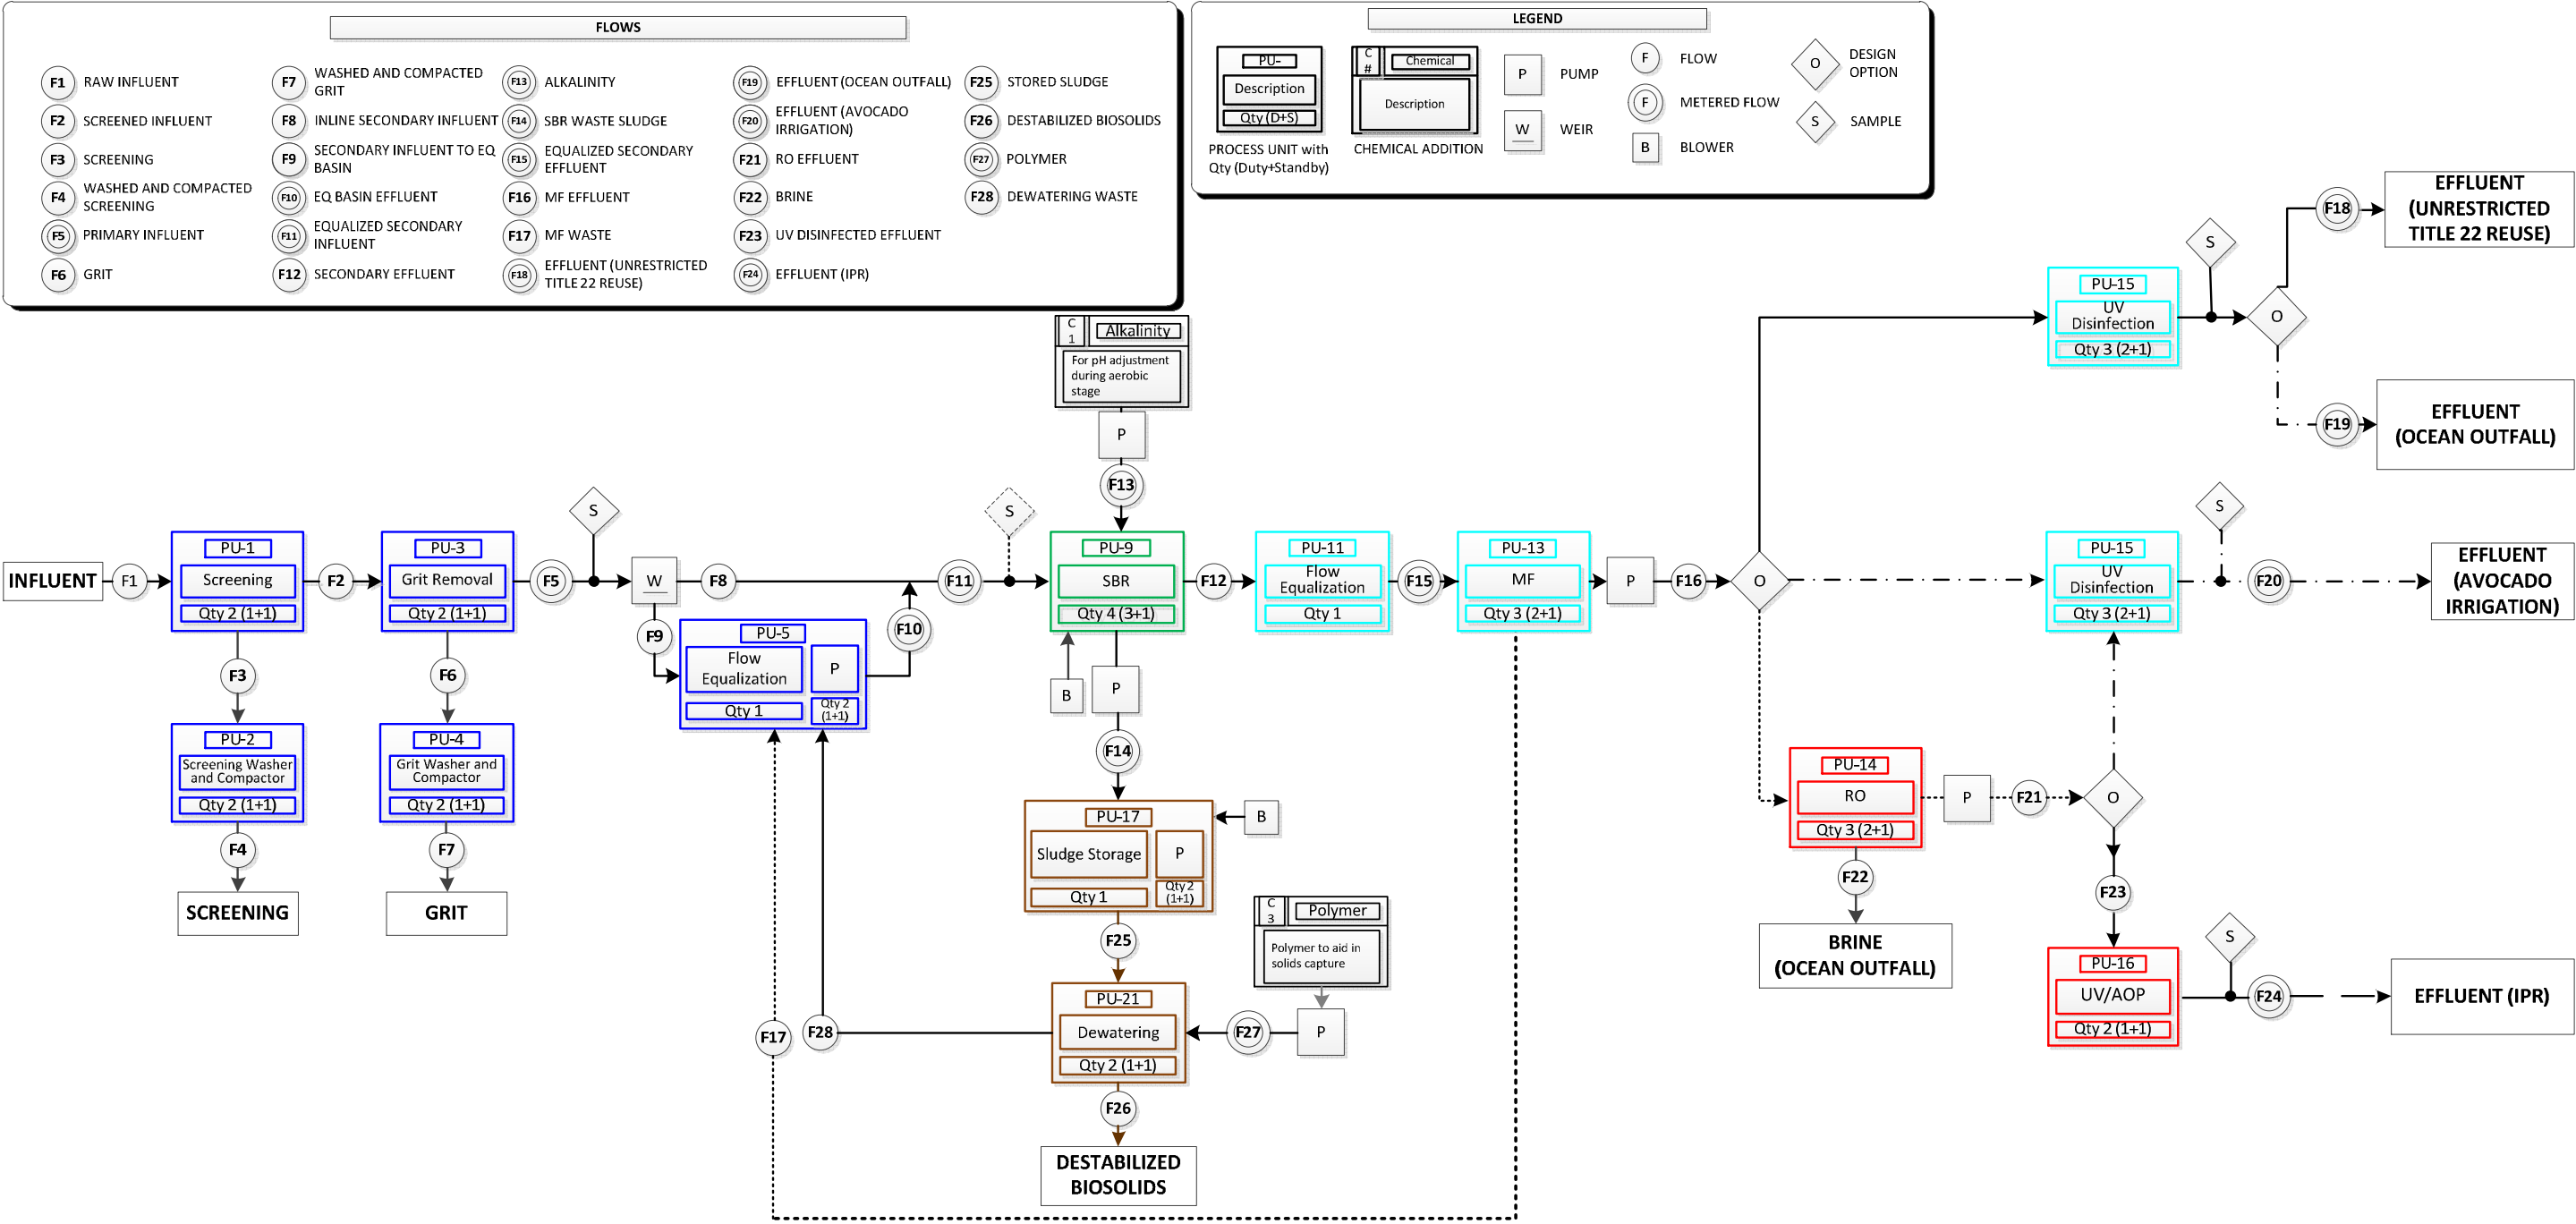 FLOWS
F1 RAW INFLUENT
F2 SCREENED INFLUENT
F3 SCREENING
F4 WASHED AND COMPACTED
SCREENING
F5 PRIMARY INFLUENT
F6 GRIT
F7 WASHED AND COMPACTED
GRIT
F8 INLINE SECONDARY INFLUENT
F9 SECONDARY INFLUENT TO EQ
BASIN
F10 EQ BASIN EFFLUENT
F11 EQUALIZED SECONDARY
INFLUENT
F12 SECONDARY EFFLUENT
F13 ALKALINITY
F14 SBR WASTE SLUDGE
F15 EQUALIZED SECONDARY
EFFLUENT
F16 MF EFFLUENT
F17 MF WASTE
F18 EFFLUENT (UNRESTRICTED
TITLE 22 REUSE)
F19 EFFLUENT (OCEAN OUTFALL)
F20 EFFLUENT (AVOCADO
IRRIGATION)
F21 RO EFFLUENT
F22 BRINE
F23 UV DISINFECTED EFFLUENT
F24 EFFLUENT (IPR)
F25 STORED SLUDGE
F26 DESTABILIZED BIOSOLIDS
F27 POLYMER
F28 DEWATERING WASTE
LEGEND
PU-
Description
Qty (D+S)
PROCESS UNIT with
Qty (Duty+Standby)
C
#
Chemical
Description
CHEMICAL ADDITION
P PUMP
W WEIR
F FLOW
F METERED FLOW
B BLOWER
O DESIGN
OPTION
S SAMPLE
INFLUENT
F1
PU-1
Screening
Qty 2 (1+1)
F2
PU-3
Grit Removal
Qty 2 (1+1)
F5
S
W
F8
F9
PU-5
Flow
Equalization
Qty 1
P
Qty 2
(1+1)
F10
F11
S
C
1
Alkalinity
For pH adjustment
during aerobic
stage
P
F13
PU-9
SBR
Qty 4 (3+1)
B
P
F12
PU-11
Flow
Equalization
Qty 1
F15
PU-13
MF
Qty 3 (2+1)
P
F16
O
F3
PU-2
Screening Washer
and Compactor
Qty 2 (1+1)
F4
SCREENING
F6
PU-4
Grit Washer and
Compactor
Qty 2 (1+1)
F7
GRIT
F14
PU-17
Sludge Storage
Qty 1
P
Qty 2
(1+1)
B
F25
PU-21
Dewatering
Qty 2 (1+1)
F17
F28
C
3
Polymer
Polymer to aid in
solids capture
P
F27
F26
DESTABILIZED
BIOSOLIDS
PU-15
UV
Disinfection
Qty 3 (2+1)
S
O
F18
EFFLUENT
(UNRESTRICTED
TITLE 22 REUSE)
F19
EFFLUENT
(OCEAN OUTFALL)
PU-15
UV
Disinfection
Qty 3 (2+1)
S
F20
EFFLUENT
(AVOCADO
IRRIGATION)
PU-14
RO
Qty 3 (2+1)
P
F21
O
F22
BRINE
(OCEAN OUTFALL)
F23
PU-16
UV/AOP
Qty 2 (1+1)
S
F24
EFFLUENT (IPR)